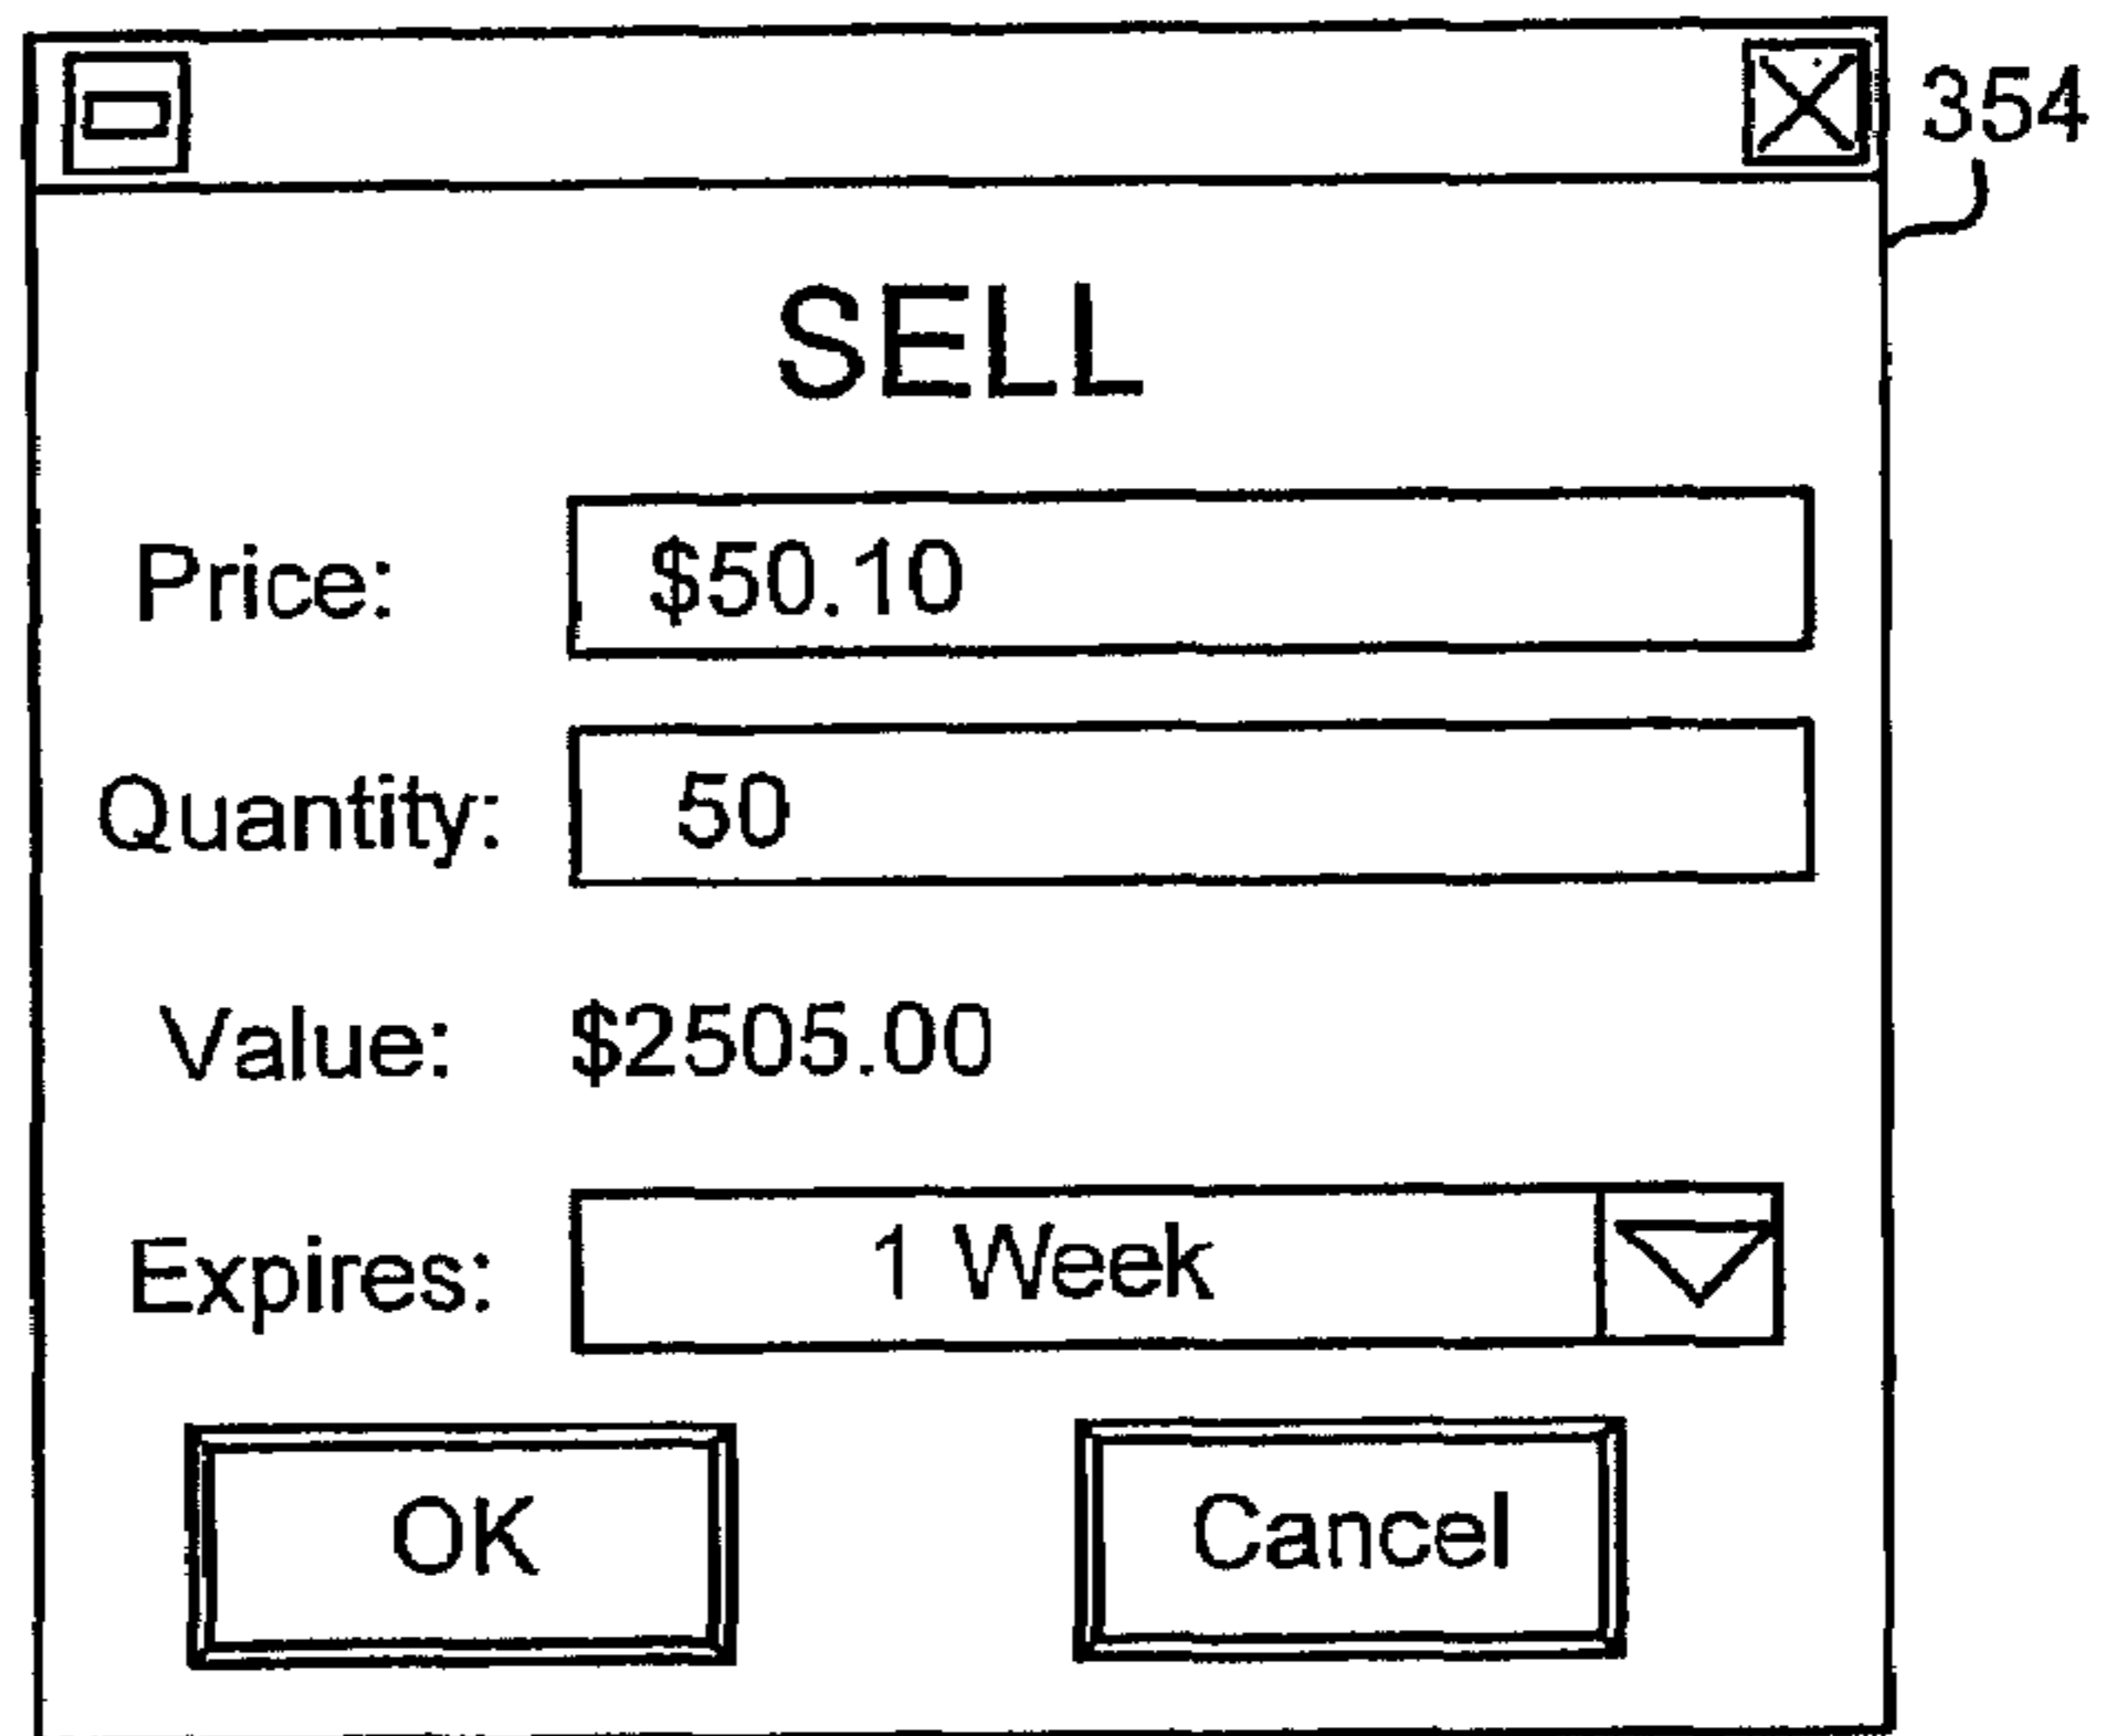 354
SELL
Price: $50.10
Quantity: 50
Value: $2505.00
Expires: 1 Week
OK Cancel